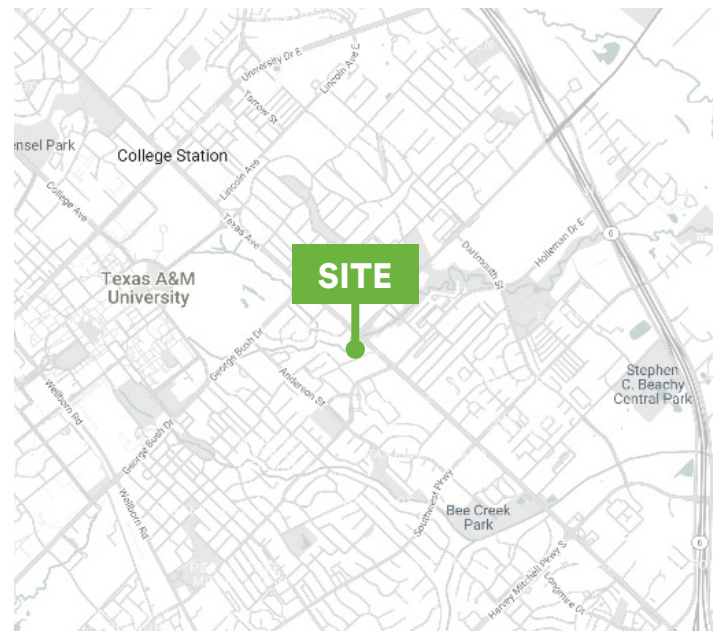 University Dr E
Lincoln Ave E
Tarrow St
ensel Park
College Station
Lincoln Ave
College Ave
Texas Ave
Holleman Dr E
6
Dartmouth St
SITE
Texas A&M
University
George Bush Dr
Stephen
C. Beachy
Central Park
Anderson St
Wellborn Rd
George Bush Dr
Southwest Pkwy
Wellborn Rd
Bee Creek
Park
6
Harvey Mitchell Pkwy S
Longmire Dr